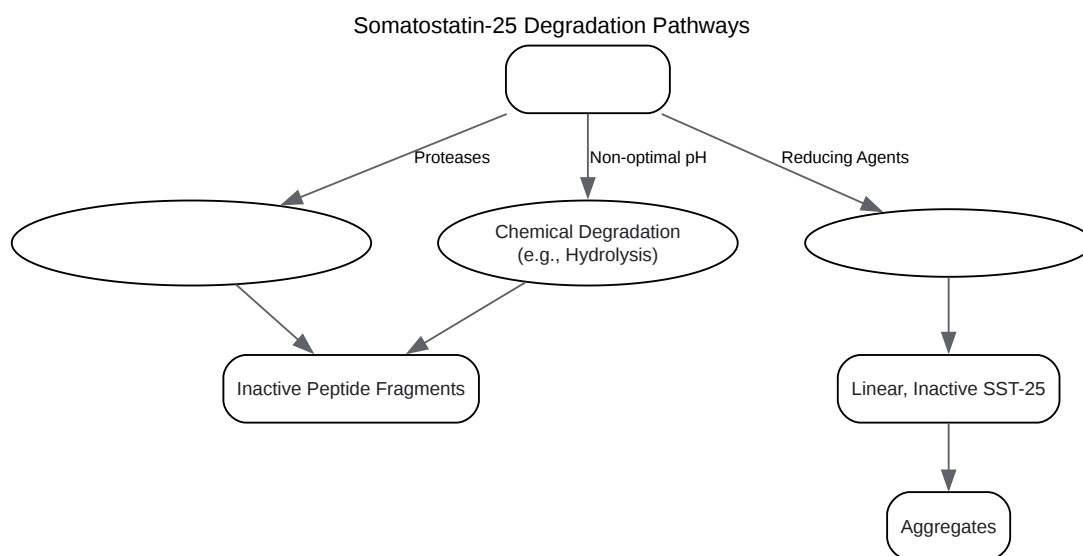 Somatostatin-25 Degradation Pathways
Proteases
Non-optimal pH
Reducing Agents
Chemical Degradation
(e.g., Hydrolysis)
Inactive Peptide Fragments
Linear, Inactive SST-25
Aggregates